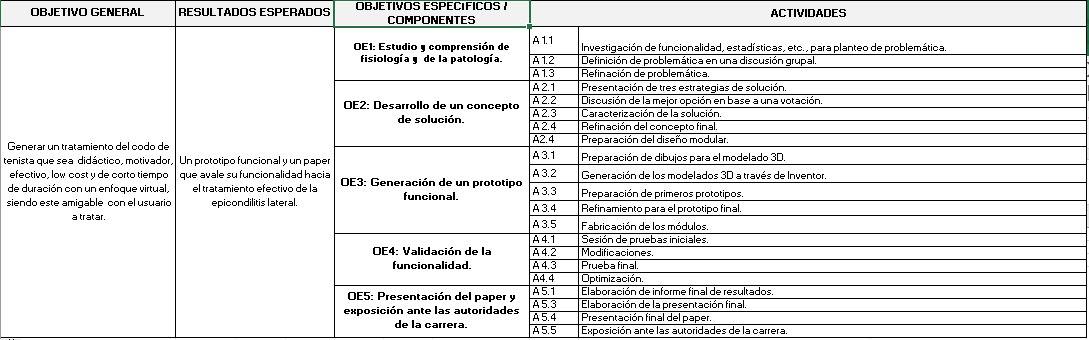 OBJETIVO GENERAL
RESULTADOS ESPERADOS
OBJETIVOS ESPECIFICOS /
COMPONENTES
ACTIVIDADES
Generar un tratamiento del codo de
tenista que sea didáctico, motivador,
efectivo, low cost y de corto tiempo
de duración con un enfoque virtual,
siendo este amigable con el usuario
a tratar.
Un prototipo funcional y un paper
que avale su funcionalidad hacia
el tratamiento efectivo de la
epicondilitis lateral.
OE1: Estudio y comprensión de
fisiología y de la patología.
A 1.1 Investigación de funcionalidad, estadísticas, etc., para planteo de problemática.
A 1.2 Definición de problemática en una discusión grupal.
A 1.3 Refinación de problemática.
OE2: Desarrollo de un concepto
de solución.
A 2.1 Presentación de tres estrategias de solución.
A 2.2 Discusión de la mejor opción en base a una votación.
A 2.3 Caracterización de la solución.
A 2.4 Refinación del concepto final.
A2.4 Preparación del diseño modular.
OE3: Generación de un prototipo
funcional.
A 3.1 Preparación de dibujos para el modelado 3D.
A 3.2 Generación de los modelados 3D a través de Inventor.
A 3.3 Preparación de primeros prototipos.
A 3.4 Refinamiento para el prototipo final.
A 3.5 Fabricación de los módulos.
OE4: Validación de la
funcionalidad.
A 4.1 Sesión de pruebas iniciales.
A 4.2 Modificaciones.
A 4.3 Prueba final.
A4.4 Optimización.
OE5: Presentación del paper y
exposición ante las autoridades
de la carrera.
A 5.1 Elaboración de informe final de resultados.
A 5.3 Elaboración de la presentación final.
A 5.4 Presentación final del paper.
A 5.5 Exposición ante las autoridades de la carrera.